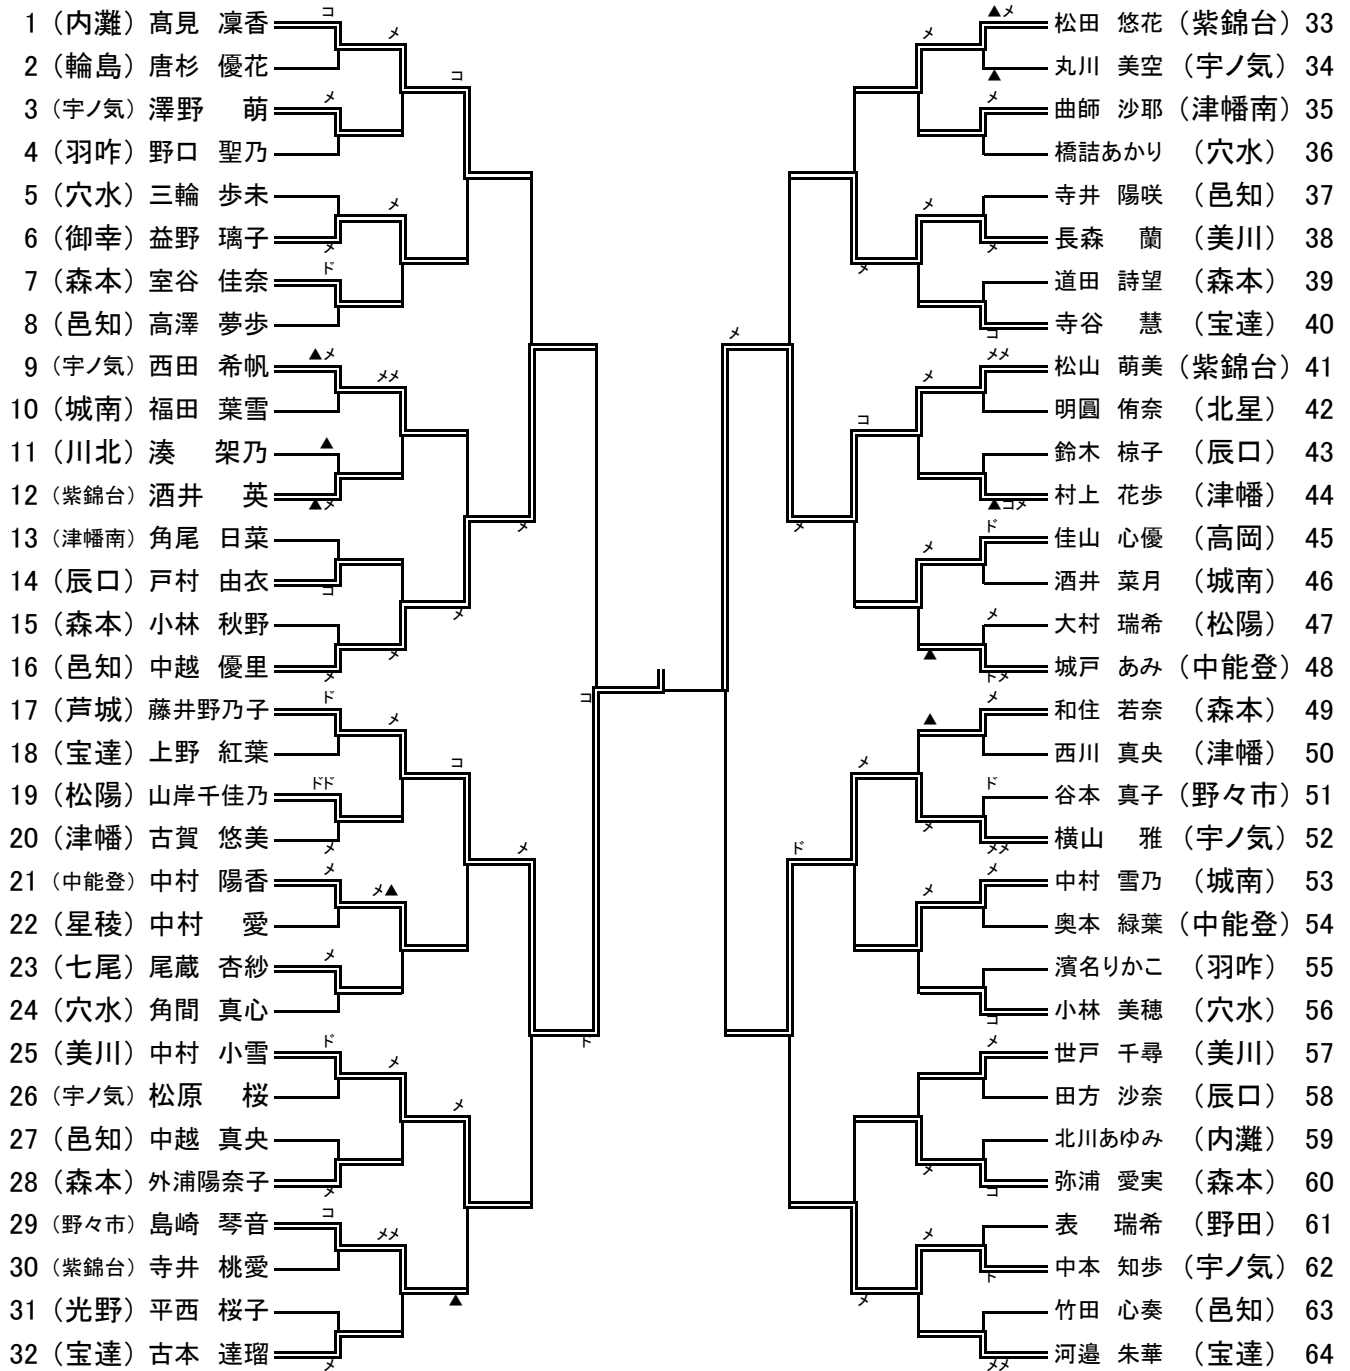 1 （内灘）髙見 凜香
2 （輪島） 唐杉 優花
3 （宇ノ気） 澤野 萌
4 （羽咋） 野口 聖乃
5 （穴水） 三輪 歩未
6 （御幸） 益野 璃子
7 （森本） 室谷 佳奈
8 （邑知） 高澤 夢歩
9 （宇ノ気） 西田 希帆
10 （城南） 福田 葉雪
11 （川北） 湊 架乃
12 （紫錦台） 酒井 英
13 （津幡南） 角尾 日菜
14 （辰口） 戸村 由衣
15 （森本） 小林 秋野
16 （邑知） 中越 優里
17 （芦城） 藤井野乃子
18 （宝達） 上野 紅葉
19 （松陽） 山岸千佳乃
20 （津幡） 古賀 悠美
21 （中能登） 中村 陽香
22 （星稜） 中村 愛
23 （七尾） 尾蔵 杏紗
24 （穴水） 角間 真心
25 （美川） 中村 小雪
26 （宇ノ気） 松原 桜
27 （邑知） 中越 真央
28 （森本） 外浦陽奈子
29 （野々市） 島崎 琴音
30 （紫錦台） 寺井 桃愛
31 （光野） 平西 桜子
32 （宝達） 古本 達瑠
松田 悠花 （紫錦台） 33
丸川 美空 （宇ノ気） 34
曲師 沙耶 （津幡南） 35
橋詰あかり （穴水） 36
寺井 陽咲 （邑知） 37
長森 蘭 （美川） 38
道田 詩望 （森本） 39
寺谷 慧 （宝達） 40
松山 萌美 （紫錦台） 41
明圓 侑奈 （北星） 42
鈴木 椋子 （辰口） 43
村上 花歩 （津幡） 44
佳山 心優 （高岡） 45
酒井 菜月 （城南） 46
大村 瑞希 （松陽） 47
城戸 あみ （中能登） 48
和住 若奈 （森本） 49
西川 真央 （津幡） 50
谷本 真子 （野々市） 51
横山 雅 （宇ノ気） 52
中村 雪乃 （城南） 53
奥本 緑葉 （中能登） 54
濱名りかこ （羽咋） 55
小林 美穂 （穴水） 56
世戸 千尋 （美川） 57
田方 沙奈 （辰口） 58
北川あゆみ （内灘） 59
弥浦 愛実 （森本） 60
表 瑞希 （野田） 61
中本 知歩 （宇ノ気） 62
竹田 心奏 （邑知） 63
河邉 朱華 （宝達） 64